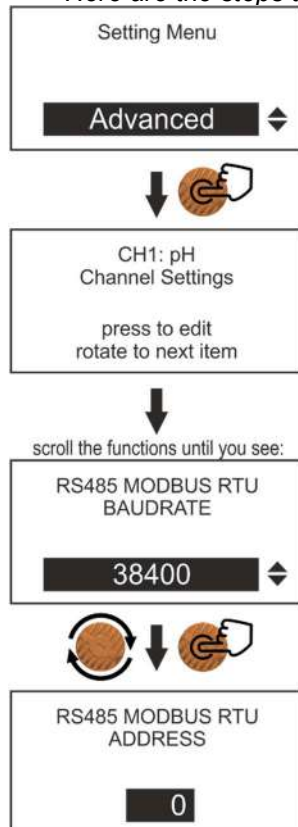 Here are the steps
Setting Menu
Advanced
CH1: pH
Channel Settings
press to edit
rotate to next item
scroll the functions until you see:
RS485 MODBUS RTU
BAUDRATE
38400
RS485 MODBUS RTU
ADDRESS
0